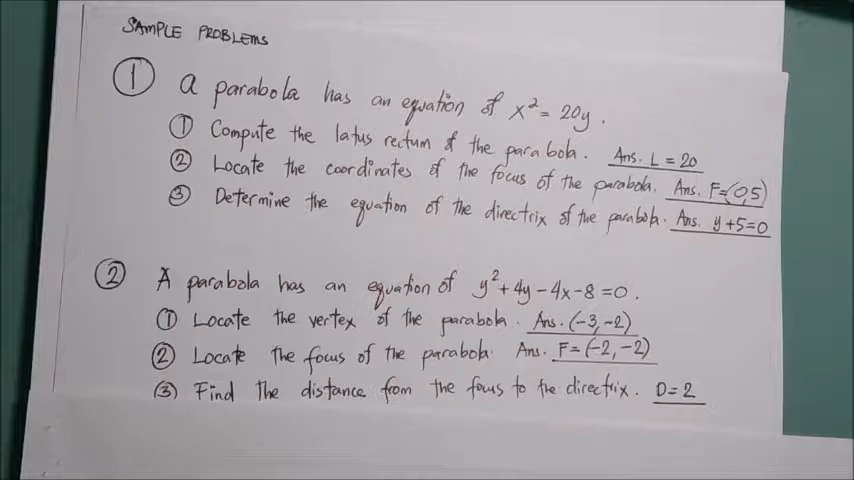 SAMPLE PROBLEMS
① A parabola has an equation of x² = 20y.
① Compute the latus rectum of the parabola. Ans. L = 20
② Locate the coordinates of the focus of the parabola. Ans. F=(0,5)
③ Determine the equation of the directrix of the parabola. Ans. y+5=0
② A parabola has an equation of y²+4y-4x-8=0.
① Locate the vertex of the parabola. Ans. (-3,-2)
② Locate the focus of the parabola. Ans. F=(-2,-2)
③ Find the distance from the focus to the directrix. D=2